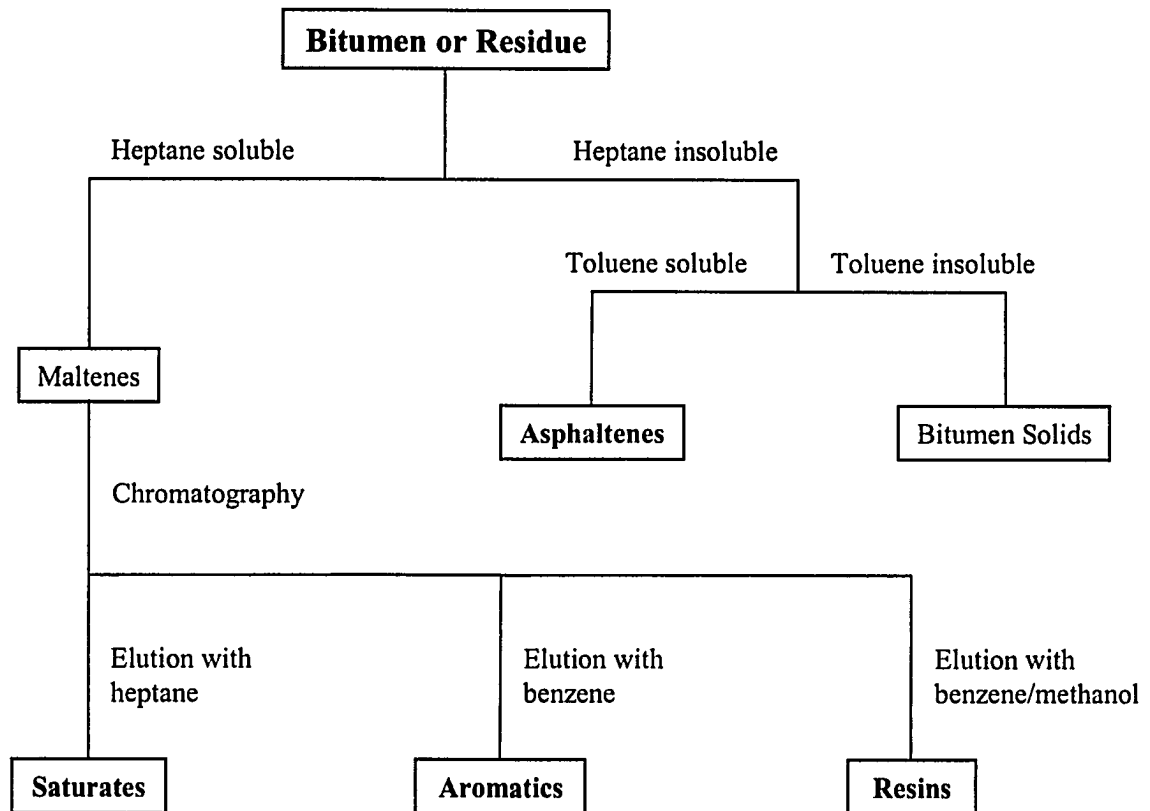 Bitumen or Residue
Heptane soluble
Heptane insoluble
Toluene soluble
Toluene insoluble
Maltenes
Asphaltenes
Bitumen Solids
Chromatography
Elution with
heptane
Elution with
benzene
Elution with
benzene/methanol
Saturates
Aromatics
Resins